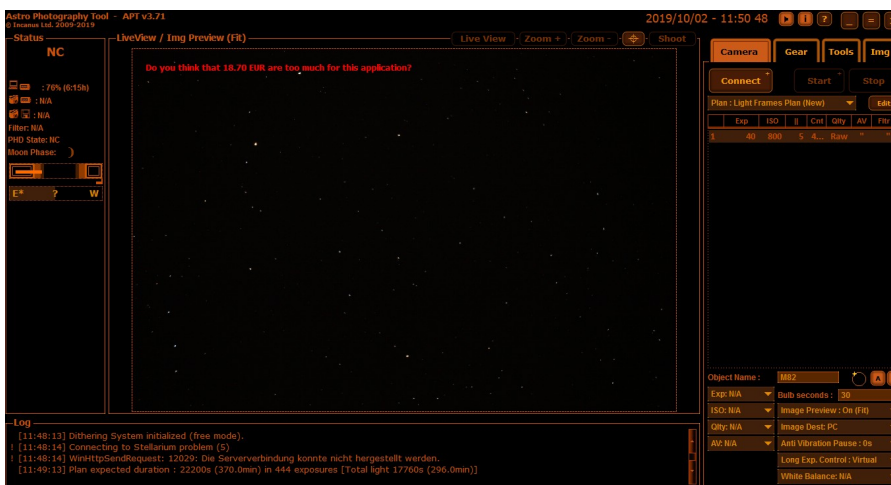 Astro Photography Tool - APT v3.71
© Incanus Ltd. 2009-2019
2019/10/02 - 11:50 48
Status
NC
: 76% (6:15h)
: N/A
: N/A
Filter: N/A
PHD State: NC
Moon Phase:
E* ? W
LiveView / Img Preview (Fit)
Live View Zoom + Zoom - Shoot
Do you think that 18.70 EUR are too much for this application?
Camera Gear Tools Img
Connect Start Stop
Plan : Light Frames Plan (New) Edit
Exp ISO || Cnt Qlty AV Fltr
1 40 800 5 4... Raw " "
Object Name : M82 A
Exp: N/A Bulb seconds : 30
ISO: N/A Image Preview : On (Fit)
Qlty: N/A Image Dest: PC
AV: N/A Anti Vibration Pause : 0s
Long Exp. Control : Virtual
White Balance: N/A
Log
[11:48:13] Dithering System initialized (free mode).
! [11:48:14] Connecting to Stellarium problem (5)
! [11:48:14] WinHttpSendRequest: 12029: Die Serververbindung konnte nicht hergestellt werden.
[11:49:13] Plan expected duration : 22200s (370.0min) in 444 exposures [Total light 17760s (296.0min)]